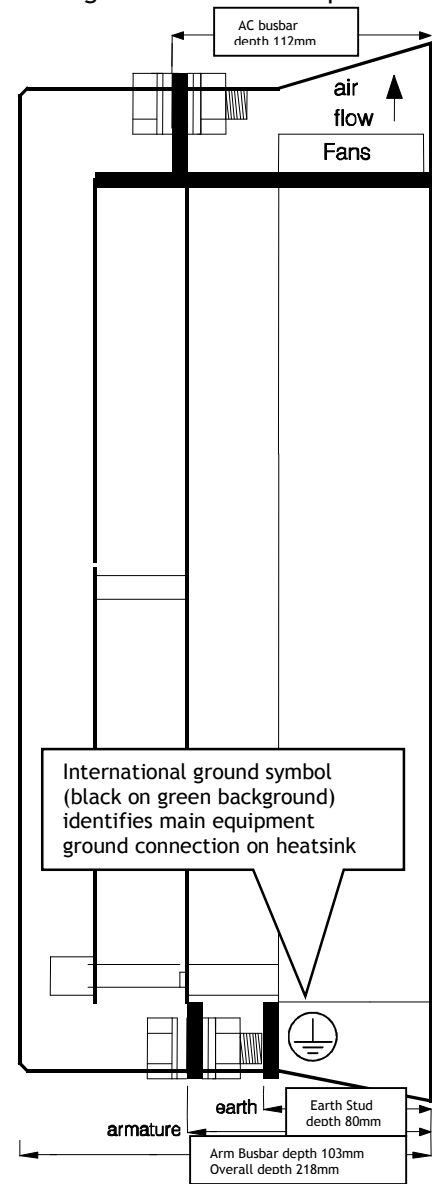 AC busbar
depth 112mm
air
flow
Fans
International ground symbol
(black on green background)
identifies main equipment
ground connection on heatsink
earth
Earth Stud
depth 80mm
armature
Arm Busbar depth 103mm
Overall depth 218mm